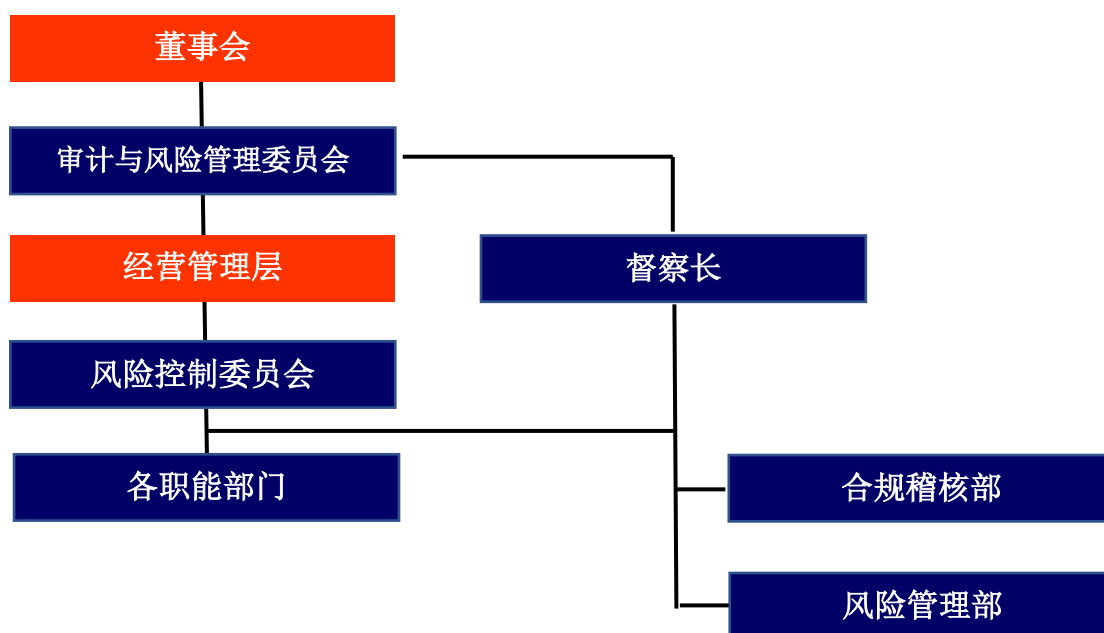 董事会
审计与风险管理委员会
经营管理层
督察长
风险控制委员会
各职能部门
合规稽核部
风险管理部